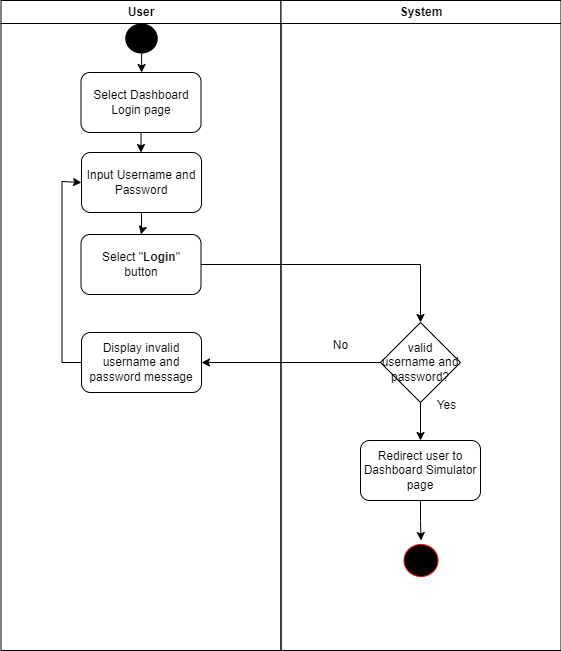 User
System
Select Dashboard
Login page
Input Username and
Password
Select "Login"
button
Display invalid
username and
password message
No
valid
username and
password?
Yes
Redirect user to
Dashboard Simulator
page